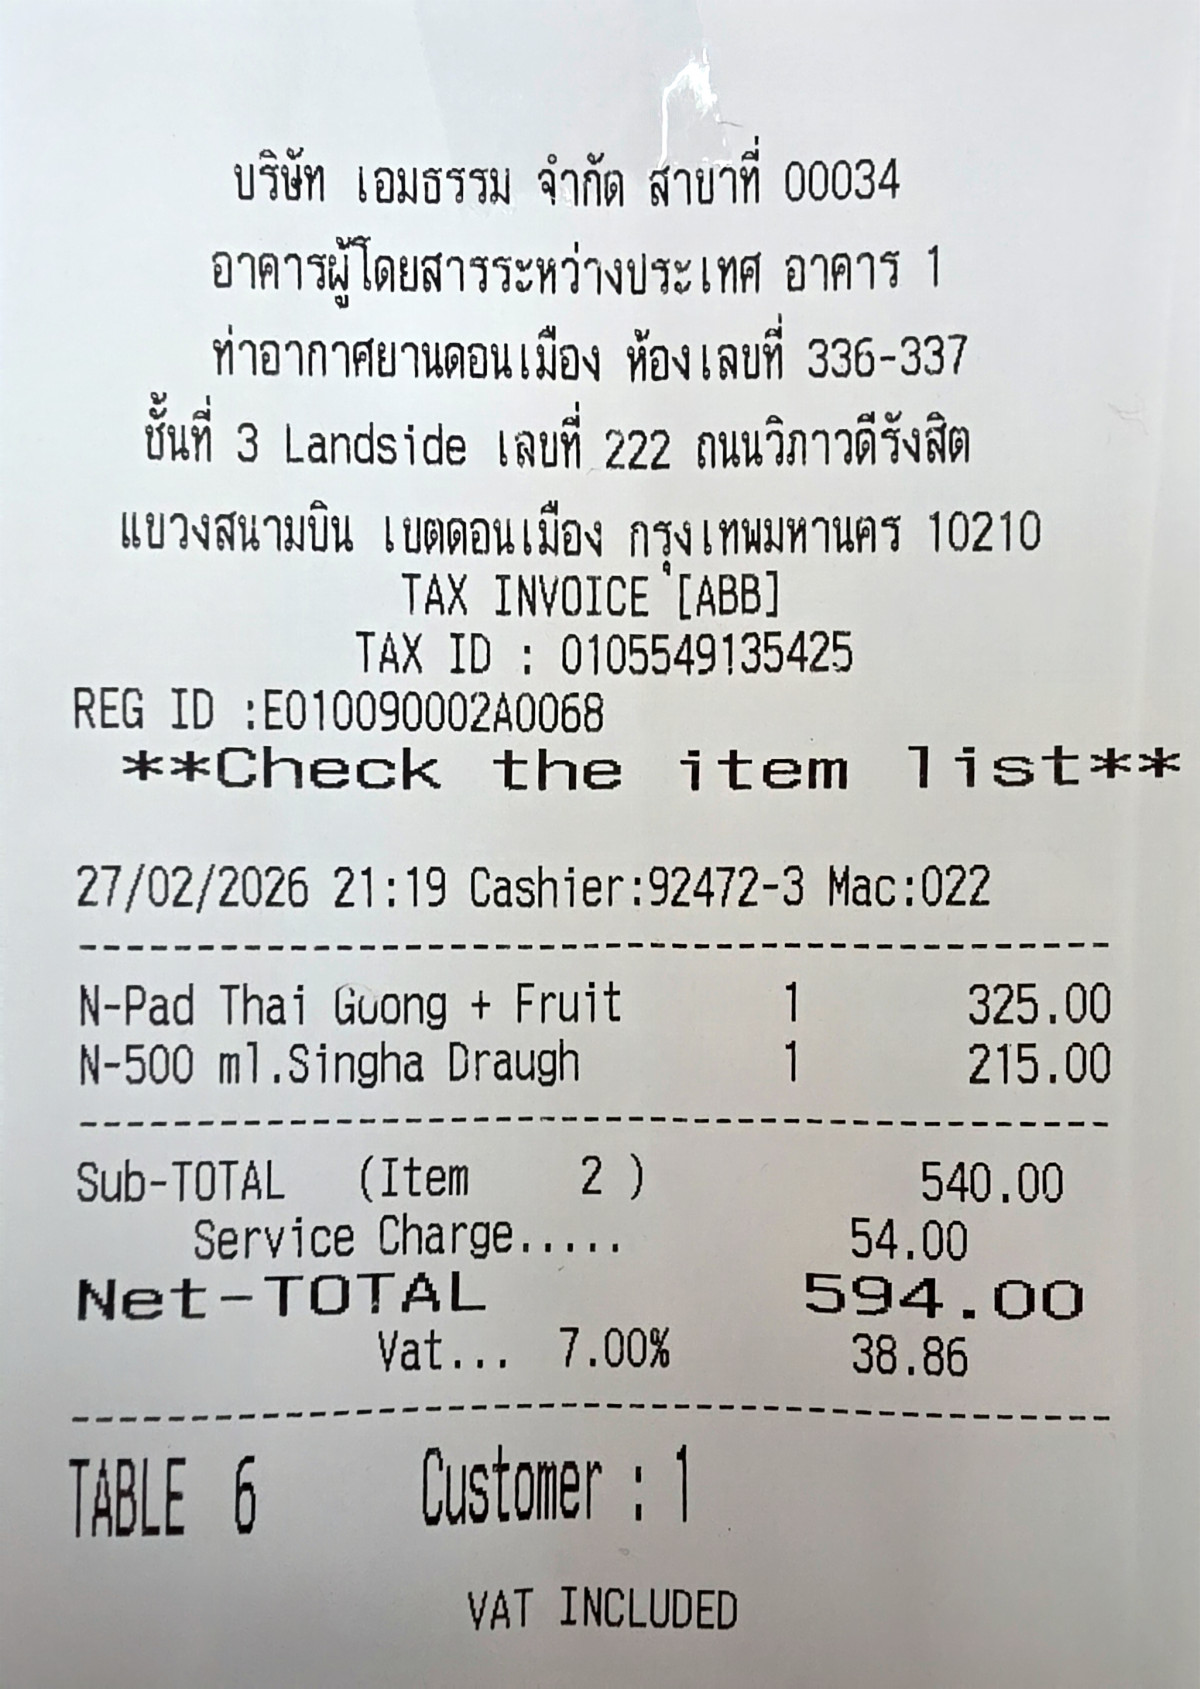 บริษัท เอมธรรม จำกัด สาขาที่ 00034
อาคารผู้โดยสารระหว่างประเทศ อาคาร 1
ท่าอากาศยานดอนเมือง ห้องเลขที่ 336-337
ชั้นที่ 3 Landside เลขที่ 222 ถนนวิภาวดีรังสิต
แขวงสนามบิน เขตดอนเมือง กรุงเทพมหานคร 10210
TAX INVOICE [ABB]
TAX ID : 0105549135425
REG ID :E010090002A0068
**Check the item list**
27/02/2026 21:19 Cashier:92472-3 Mac:022
N-Pad Thai Goong + Fruit 1 325.00
N-500 ml.Singha Draugh 1 215.00
Sub-TOTAL (Item 2 ) 540.00
Service Charge..... 54.00
Net-TOTAL 594.00
Vat... 7.00% 38.86
TABLE 6 Customer : 1
VAT INCLUDED